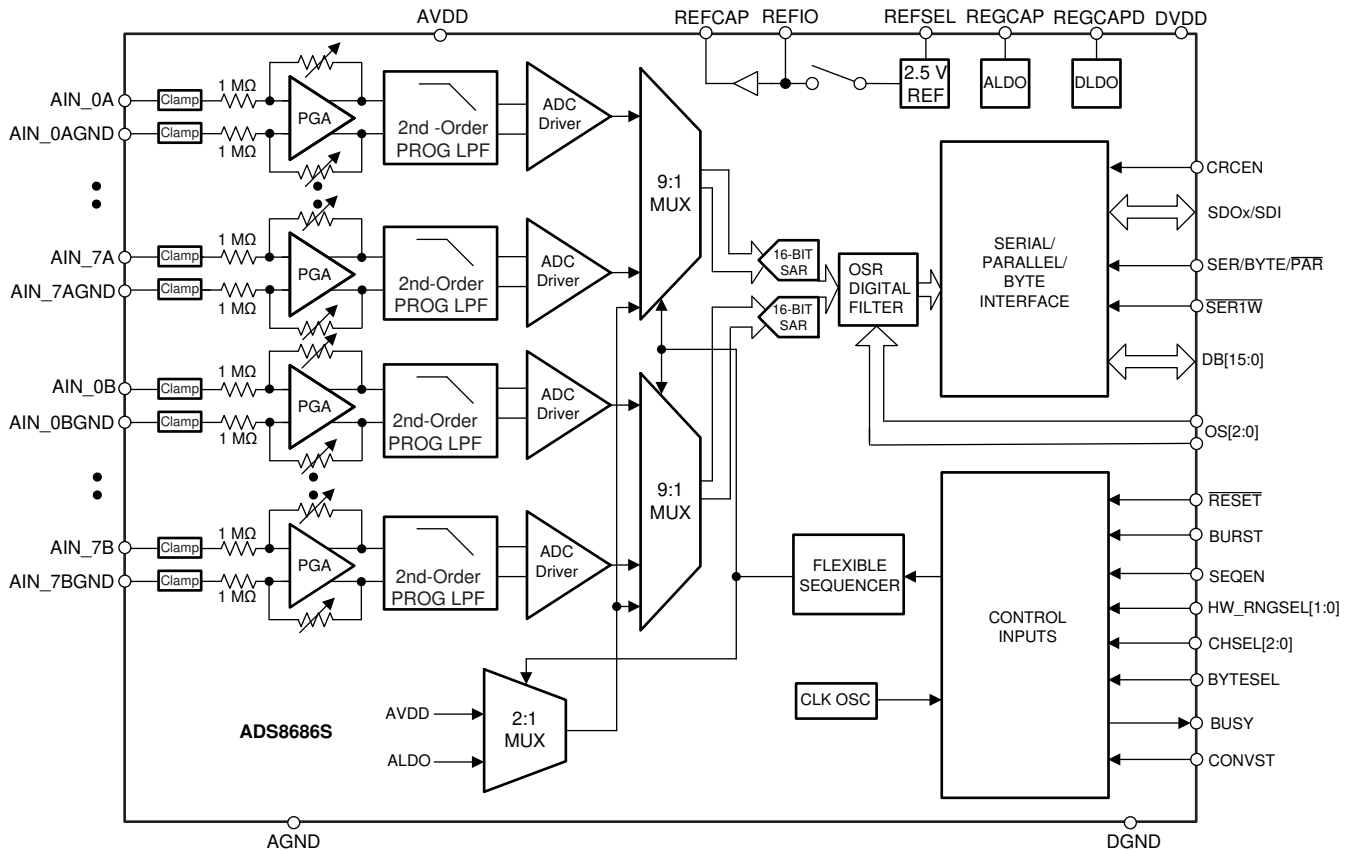 AVDD
REFCAP
REFIO
REFSEL
REGCAP
REGCAPD
DVDD
2.5 V
REF
ALDO
DLDO
AIN_0A
Clamp
1 MΩ
PGA
2nd -Order
PROG LPF
ADC
Driver
AIN_0AGND
Clamp
1 MΩ
9:1
MUX
AIN_7A
Clamp
1 MΩ
PGA
2nd-Order
PROG LPF
ADC
Driver
AIN_7AGND
Clamp
1 MΩ
16-BIT
SAR
16-BIT
SAR
OSR
DIGITAL
FILTER
SERIAL/
PARALLEL/
BYTE
INTERFACE
CRCEN
SDOx/SDI
SER/BYTE/PAR
SER1W
DB[15:0]
OS[2:0]
AIN_0B
Clamp
1 MΩ
PGA
2nd-Order
PROG LPF
ADC
Driver
AIN_0BGND
Clamp
1 MΩ
9:1
MUX
AIN_7B
Clamp
1 MΩ
PGA
2nd-Order
PROG LPF
ADC
Driver
AIN_7BGND
Clamp
1 MΩ
FLEXIBLE
SEQUENCER
CLK OSC
CONTROL
INPUTS
RESET
BURST
SEQEN
HW_RNGSEL[1:0]
CHSEL[2:0]
BYTESEL
BUSY
CONVST
AVDD
ALDO
2:1
MUX
ADS8686S
AGND
DGND